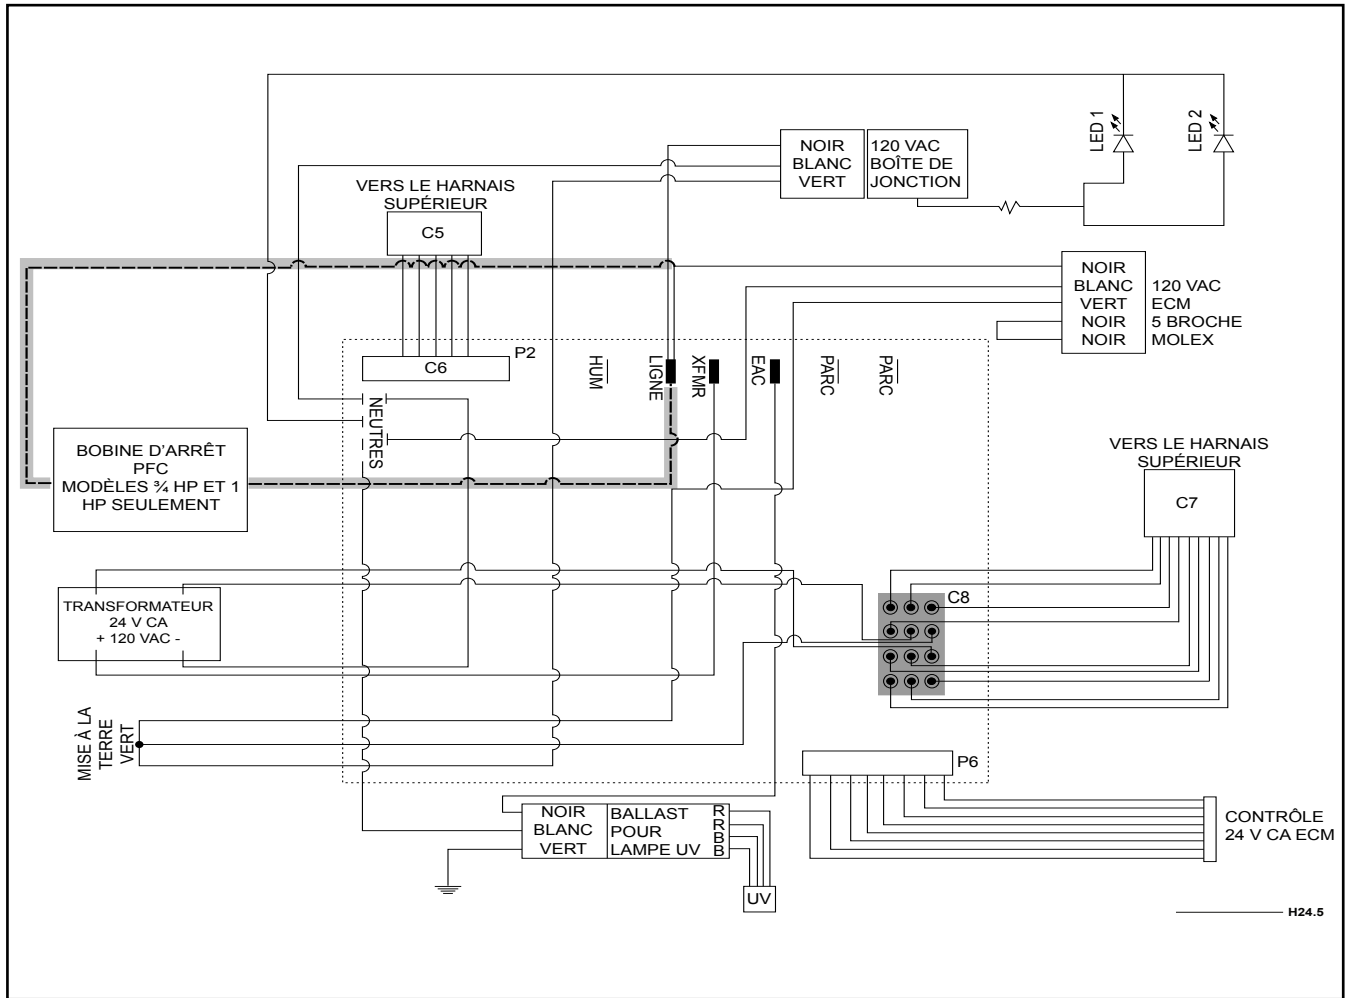 LED 1
LED 2
NOIR
BLANC
VERT
120 VAC
BOÎTE DE
JONCTION
VERS LE HARNAIS
SUPÉRIEUR
C5
NOIR
BLANC
VERT
NOIR
NOIR
120 VAC
ECM
5 BROCHE
MOLEX
P2
C6
HUM
LIGNE
XFMR
EAC
PARC
PARC
NEUTRES
BOBINE D'ARRÊT
PFC
MODÈLES ¾ HP ET 1
HP SEULEMENT
VERS LE HARNAIS
SUPÉRIEUR
C7
C8
TRANSFORMATEUR
24 V CA
+ 120 VAC -
MISE À LA
TERRE
VERT
P6
NOIR
BLANC
VERT
BALLAST
POUR
LAMPE UV
R
R
B
B
UV
CONTRÔLE
24 V CA ECM
H24.5